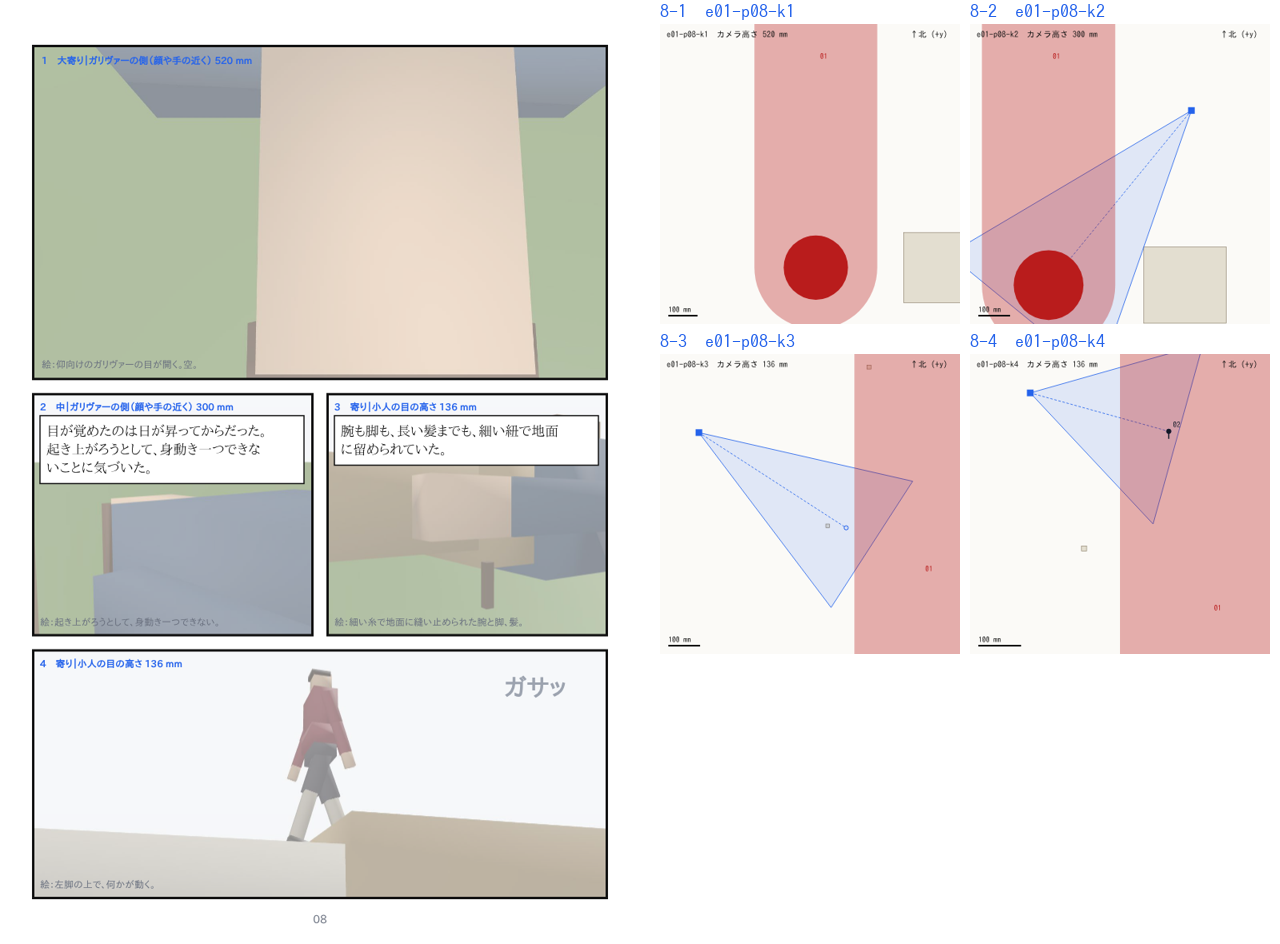 1 大寄り|ガリヴァーの側(顔や手の近く) 520 mm
絵:仰向けのガリヴァーの目が開く。空。
2 中|ガリヴァーの側(顔や手の近く) 300 mm
目が覚めたのは日が昇ってからだった。
起き上がろうとして、身動き一つできな
いことに気づいた。
絵:起き上がろうとして、身動き一つできない。
3 寄り|小人の目の高さ 136 mm
腕も脚も、長い髪までも、細い紐で地面
に留められていた。
絵:細い糸で地面に縫い止められた腕と脚、髪。
4 寄り|小人の目の高さ 136 mm
ガサッ
絵:左脚の上で、何かが動く。
08
8-1 e01-p08-k1
e01-p08-k1 カメラ高さ 520 mm
↑北 (+y)
01
100 mm
8-2 e01-p08-k2
e01-p08-k2 カメラ高さ 300 mm
↑北 (+y)
01
100 mm
8-3 e01-p08-k3
e01-p08-k3 カメラ高さ 136 mm
↑北 (+y)
01
100 mm
8-4 e01-p08-k4
e01-p08-k4 カメラ高さ 136 mm
↑北 (+y)
02
01
100 mm